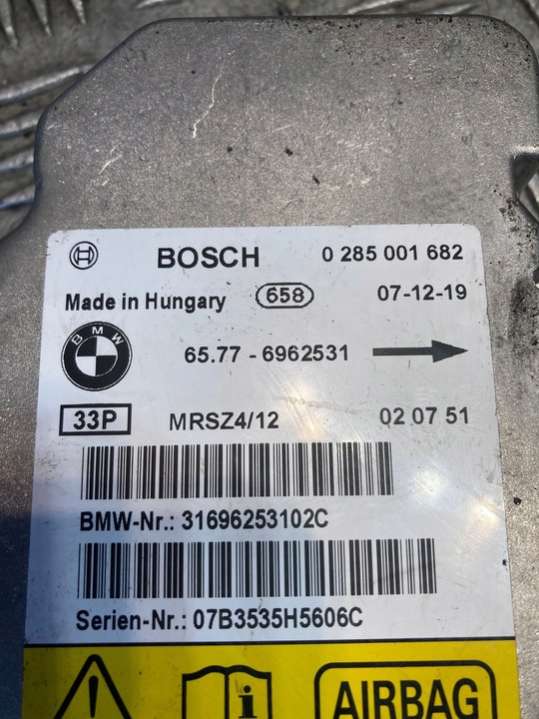 BOSCH 0 285 001 682
Made in Hungary 658 07-12-19
BMW
65.77 - 6962531
33P MRSZ4/12 02 07 51
BMW-Nr.: 31696253102C
Serien-Nr.: 07B3535H5606C
AIRBAG